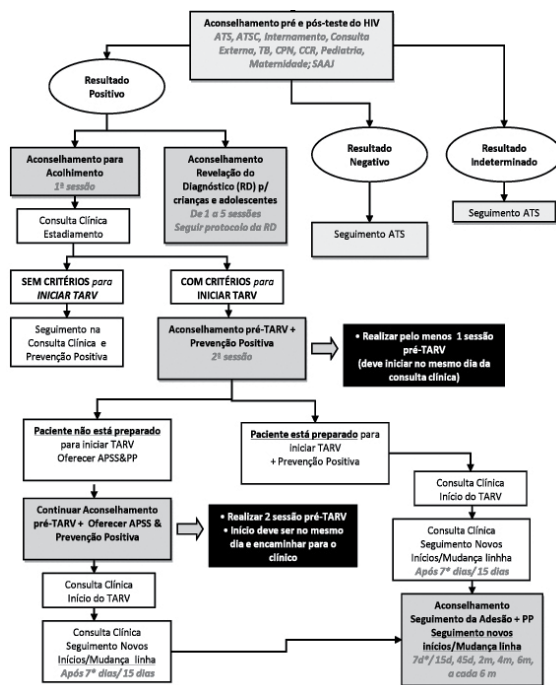 Aconselhamento pré e pós-teste do HIV
ATS, ATSC, Internamento, Consulta
Externa, TB, CPN, CCR, Pediatria,
Maternidade; SAAJ
Resultado
Positivo
Resultado
Negativo
Resultado
Indeterminado
Aconselhamento para
Acolhimento
1ª sessão
Aconselhamento
Revelação do
Diagnóstico (RD) p/
crianças e adolescentes
De 1 a 5 sessões
Seguir protocolo da RD
Seguimento ATS
Seguimento ATS
Consulta Clínica
Estadiamento
SEM CRITÉRIOS para
INICIAR TARV
COM CRITÉRIOS para
INICIAR TARV
Seguimento na
Consulta Clínica e
Prevenção Positiva
Aconselhamento pré-TARV +
Prevenção Positiva
2ª sessão
• Realizar pelo menos 1 sessão
pré-TARV
(deve iniciar no mesmo dia da
consulta clínica)
Paciente não está preparado
para iniciar TARV
Oferecer APSS&PP
Paciente está preparado para
iniciar TARV
+ Prevenção Positiva
Continuar Aconselhamento
pré-TARV + Oferecer APSS &
Prevenção Positiva
• Realizar 2 sessão pré-TARV
• Início deve ser no mesmo
dia e encaminhar para o
clínico
Consulta Clínica
Início do TARV
Consulta Clínica
Seguimento Novos
Inícios/Mudança linhha
Após 7* dias/ 15 dias
Consulta Clínica
Início do TARV
Consulta Clínica
Seguimento Novos
Inícios/Mudança linha
Após 7* dias/ 15 dias
Aconselhamento
Seguimento da Adesão + PP
Seguimento novos
inícios/Mudança linha
7d*/ 15d, 45d, 2m, 4m, 6m,
a cada 6 m